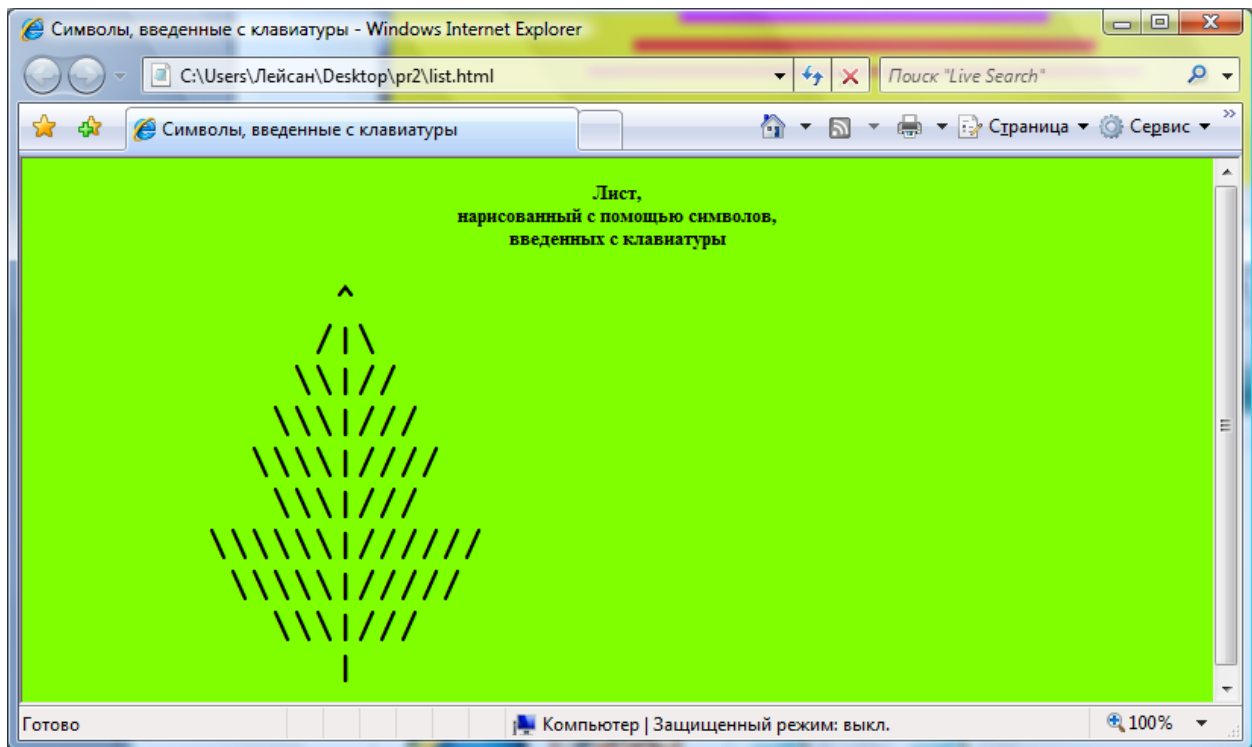 Символы, введенные с клавиатуры - Windows Internet Explorer
C:\Users\Лейсан\Desktop\pr2\list.html
Поиск "Live Search"
Символы, введенные с клавиатуры
Страница
Сервис
»
Лист,
нарисованный с помощью символов,
введенных с клавиатуры
^
/|\
\\|//
\\\|///
\\\\|////
\\\|///
\\\\\\|//////
\\\\\|/////
\\\|///
|
Готово
Компьютер | Защищенный режим: выкл.
100%